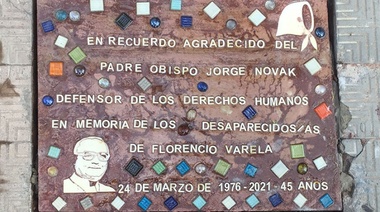 EN RECUERDO AGRADECIDO DEL
PADRE OBISPO JORGE NOVAK
DEFENSOR DE LOS DERECHOS HUMANOS
EN MEMORIA DE LOS DESAPARECIDOS/AS
DE FLORENCIO VARELA
24 DE MARZO DE 1976-2021-45 AÑOS